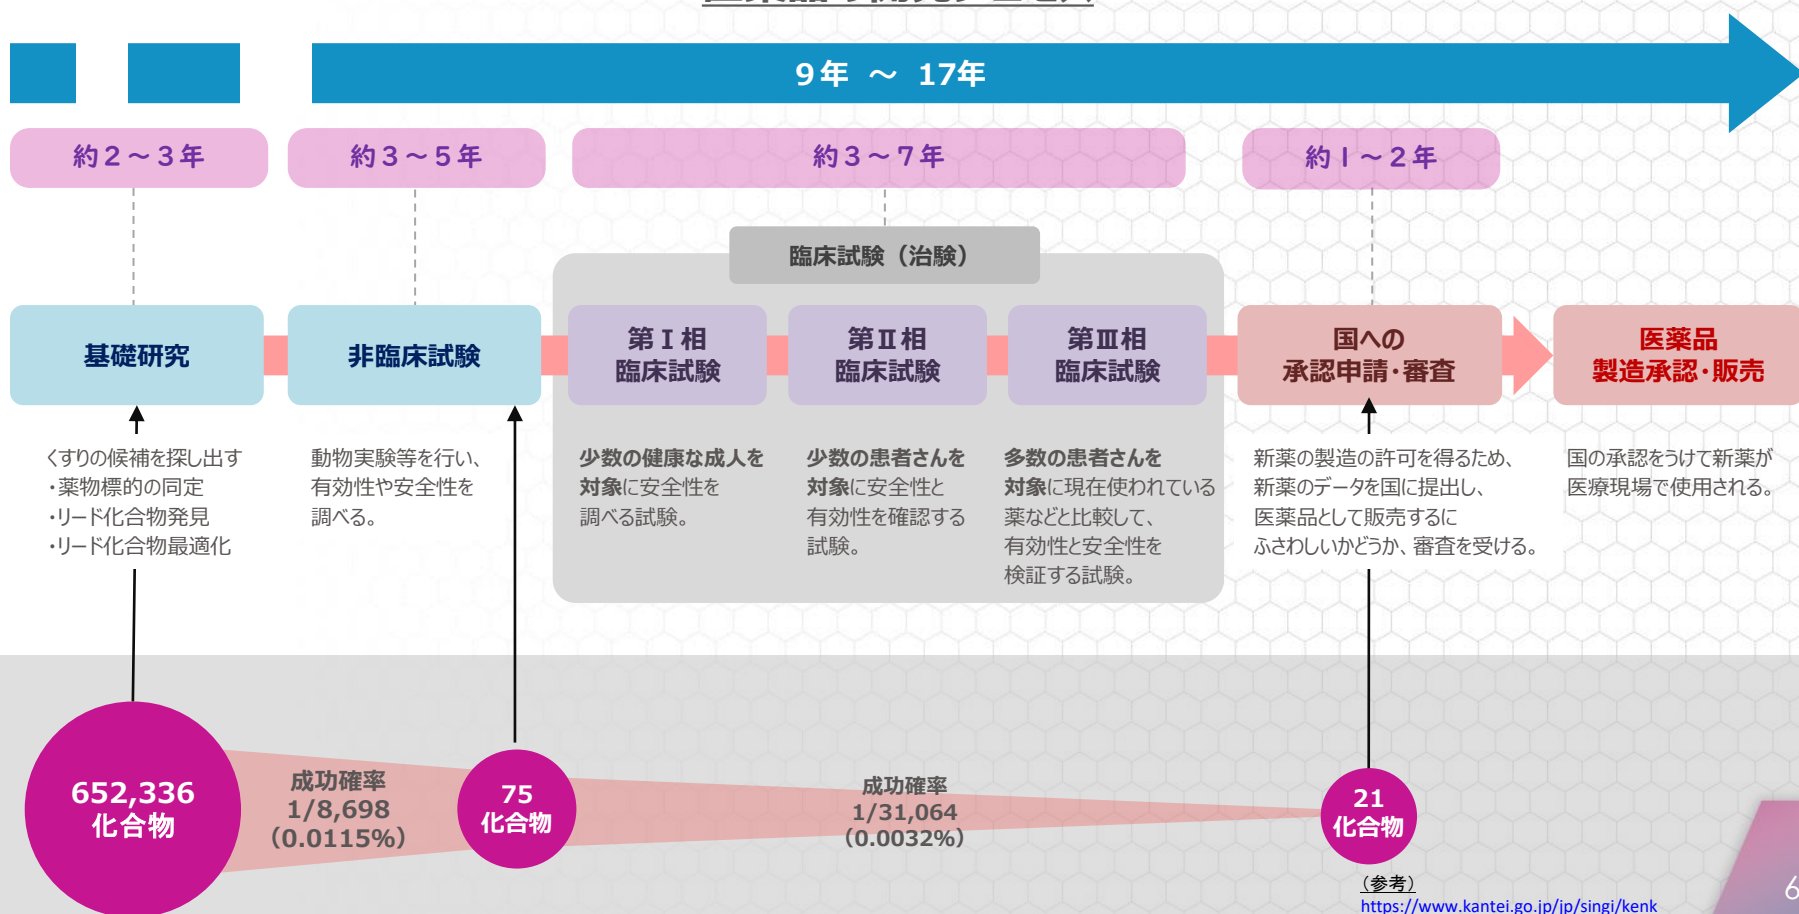 9年 ～ 17年
約２～３年
約３～５年
約３～７年
約１～２年
臨床試験（治験）
基礎研究
非臨床試験
第Ⅰ相
臨床試験
第Ⅱ相
臨床試験
第Ⅲ相
臨床試験
国への
承認申請･審査
医薬品
製造承認･販売
くすりの候補を探し出す
・薬物標的の同定
・リード化合物発見
・リード化合物最適化
動物実験等を行い、
有効性や安全性を
調べる。
少数の健康な成人を
対象に安全性を
調べる試験。
少数の患者さんを
対象に安全性と
有効性を確認する
試験。
多数の患者さんを
対象に現在使われている
薬などと比較して、
有効性と安全性を
検証する試験。
新薬の製造の許可を得るため、
新薬のデータを国に提出し、
医薬品として販売するに
ふさわしいかどうか、審査を受ける。
国の承認をうけて新薬が
医療現場で使用される。
652,336
化合物
成功確率
1/8,698
（0.0115%）
75
化合物
成功確率
1/31,064
（0.0032%）
21
化合物
（参考）
https://www.kantei.go.jp/jp/singi/kenk
6